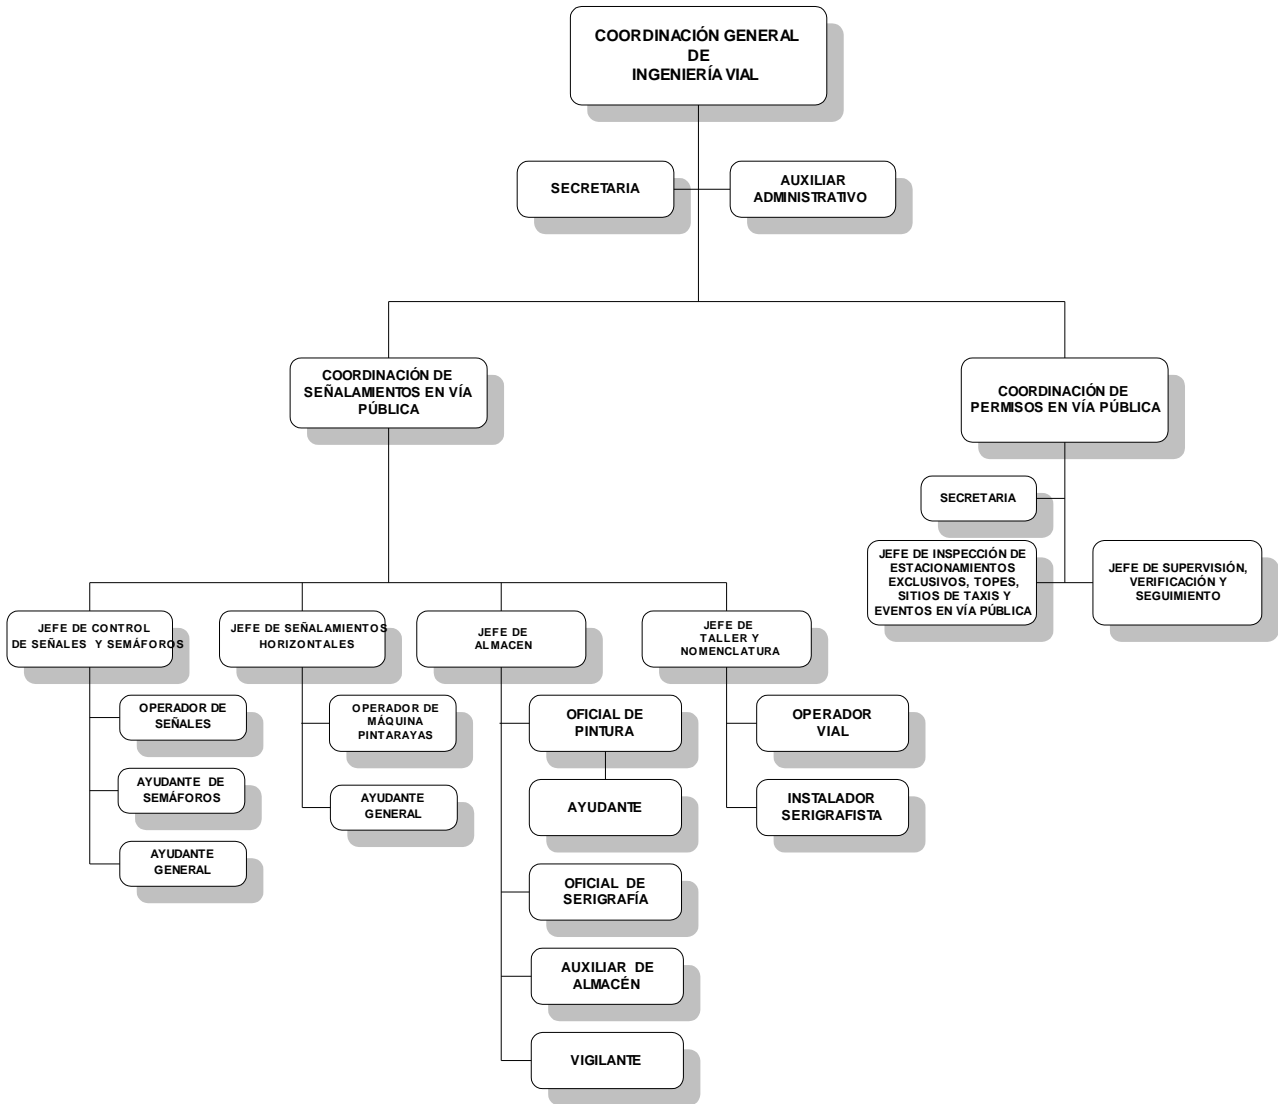 COORDINACIÓN GENERAL
DE
INGENIERÍA VIAL
SECRETARIA
AUXILIAR
ADMINISTRATIVO
COORDINACIÓN DE
SEÑALAMIENTOS EN VÍA
PÚBLICA
COORDINACIÓN DE
PERMISOS EN VÍA PÚBLICA
SECRETARIA
JEFE DE INSPECCIÓN DE
ESTACIONAMIENTOS
EXCLUSIVOS, TOPES,
SITIOS DE TAXIS Y
EVENTOS EN VÍA PÚBLICA
JEFE DE SUPERVISIÓN,
VERIFICACIÓN Y
SEGUIMIENTO
JEFE DE CONTROL
DE SEÑALES Y SEMÁFOROS
JEFE DE SEÑALAMIENTOS
HORIZONTALES
JEFE DE
ALMACEN
JEFE DE
TALLER Y
NOMENCLATURA
OPERADOR DE
SEÑALES
AYUDANTE DE
SEMÁFOROS
AYUDANTE
GENERAL
OPERADOR DE
MÁQUINA
PINTARAYAS
AYUDANTE
GENERAL
OFICIAL DE
PINTURA
AYUDANTE
OFICIAL DE
SERIGRAFÍA
AUXILIAR DE
ALMACÉN
VIGILANTE
OPERADOR
VIAL
INSTALADOR
SERIGRAFISTA